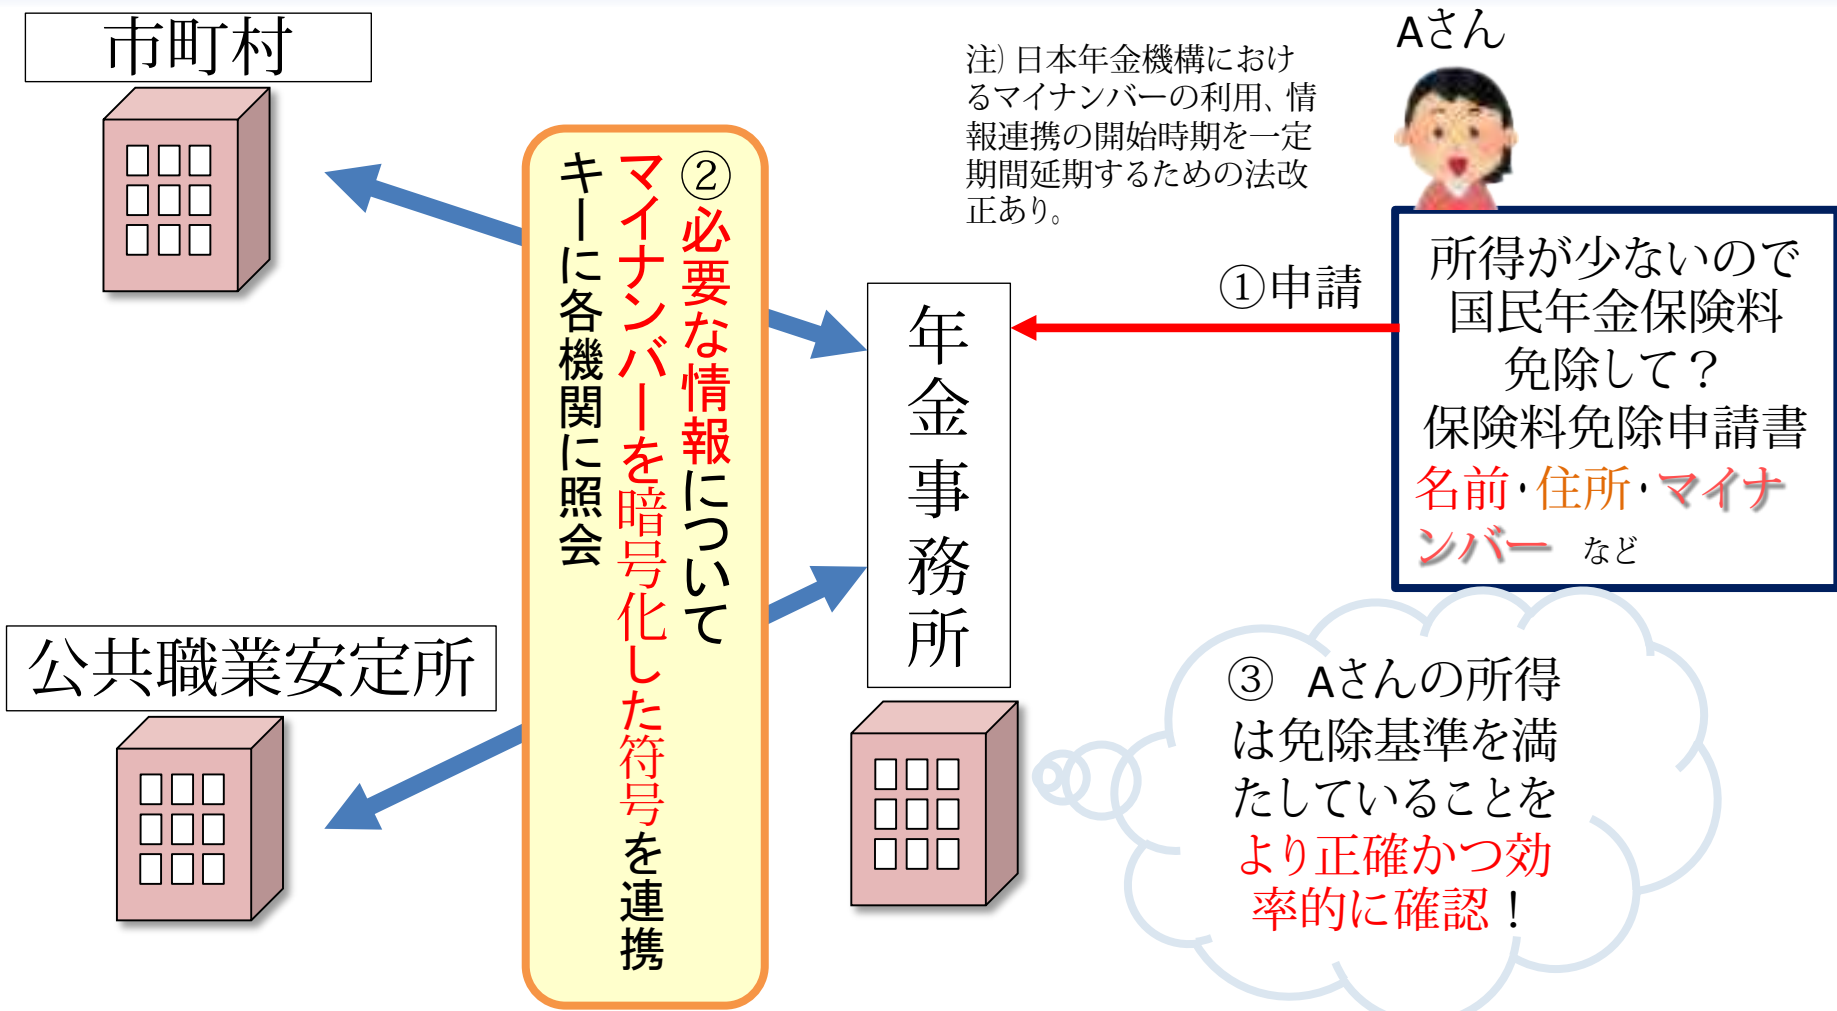 市町村
注）日本年金機構におけ
るマイナンバーの利用、情
報連携の開始時期を一定
期間延期するための法改
正あり。
Aさん
①申請
所得が少ないので
国民年金保険料
免除して？
保険料免除申請書
名前・住所・マイナ
ンバー　など
②必要な情報について
マイナンバーを暗号化した符号を連携
キーに各機関に照会
年金事務所
公共職業安定所
③　Aさんの所得
は免除基準を満
たしていることを
より正確かつ効
率的に確認！